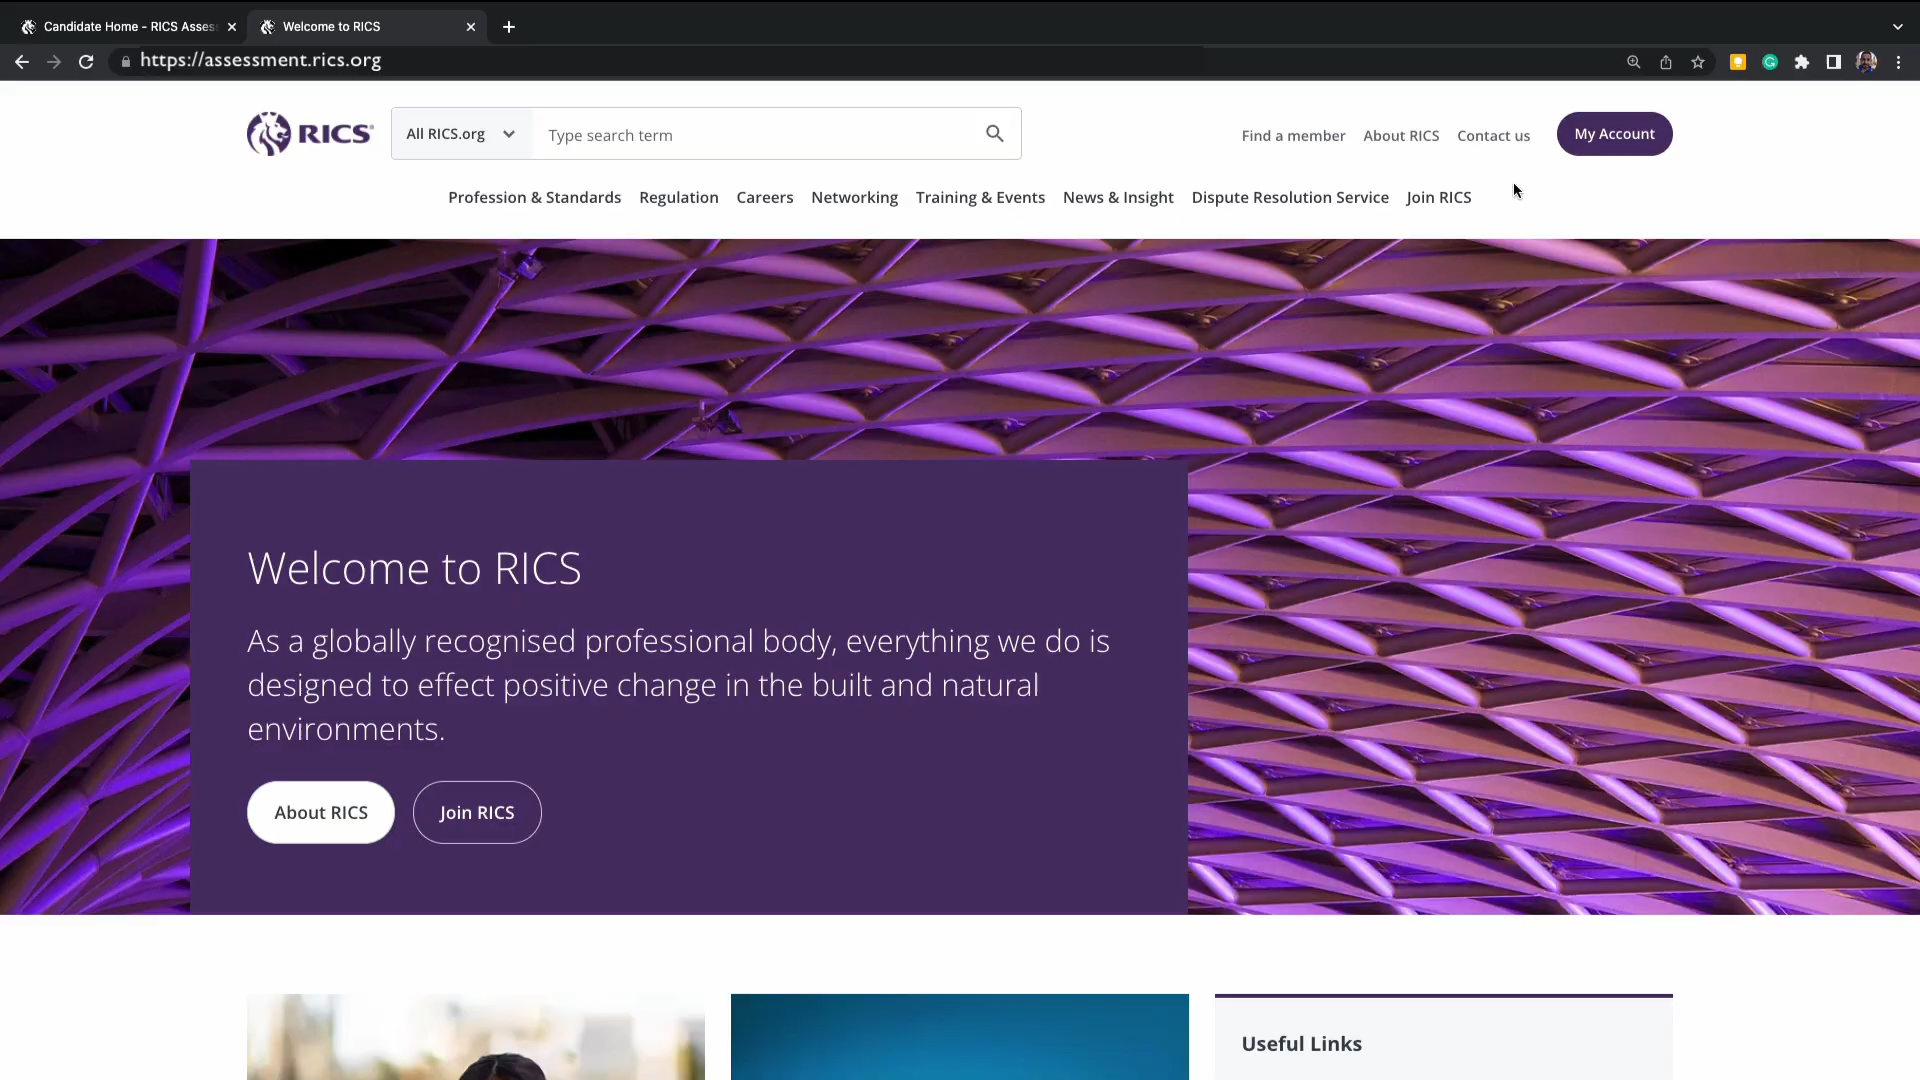 Candidate Home - RICS Asses
Welcome to RICS
https://assessment.rics.org
RICS
All RICS.org
Type search term
Find a member
About RICS
Contact us
My Account
Profession & Standards
Regulation
Careers
Networking
Training & Events
News & Insight
Dispute Resolution Service
Join RICS
Welcome to RICS
As a globally recognised professional body, everything we do is
designed to effect positive change in the built and natural
environments.
About RICS
Join RICS
Useful Links